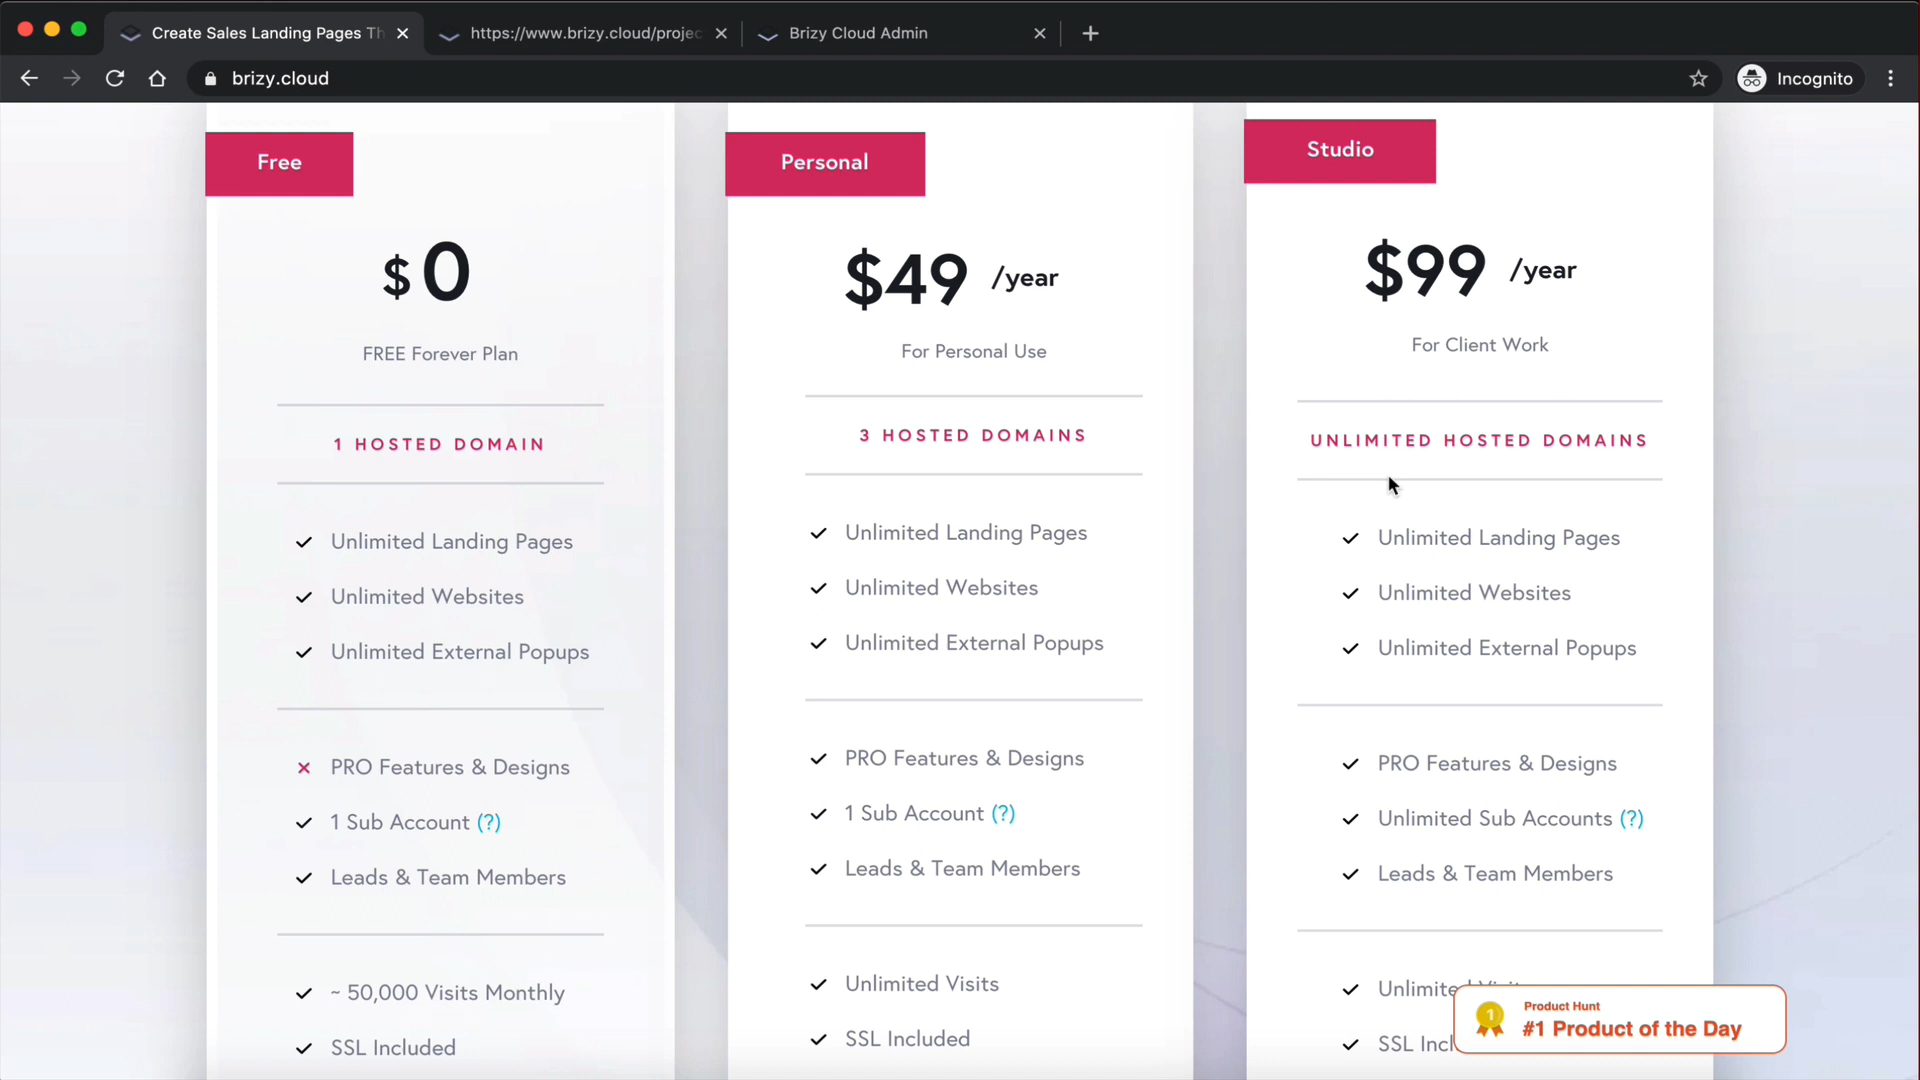 Create Sales Landing Pages Th
https://www.brizy.cloud/projec
Brizy Cloud Admin
brizy.cloud
Incognito
Free
$ 0
FREE Forever Plan
1 HOSTED DOMAIN
Unlimited Landing Pages
Unlimited Websites
Unlimited External Popups
PRO Features & Designs
1 Sub Account (?)
Leads & Team Members
~ 50,000 Visits Monthly
SSL Included
Personal
$49 /year
For Personal Use
3 HOSTED DOMAINS
Unlimited Landing Pages
Unlimited Websites
Unlimited External Popups
PRO Features & Designs
1 Sub Account (?)
Leads & Team Members
Unlimited Visits
SSL Included
Studio
$99 /year
For Client Work
UNLIMITED HOSTED DOMAINS
Unlimited Landing Pages
Unlimited Websites
Unlimited External Popups
PRO Features & Designs
Unlimited Sub Accounts (?)
Leads & Team Members
Unlimite
SSL Incl
1
Product Hunt
#1 Product of the Day